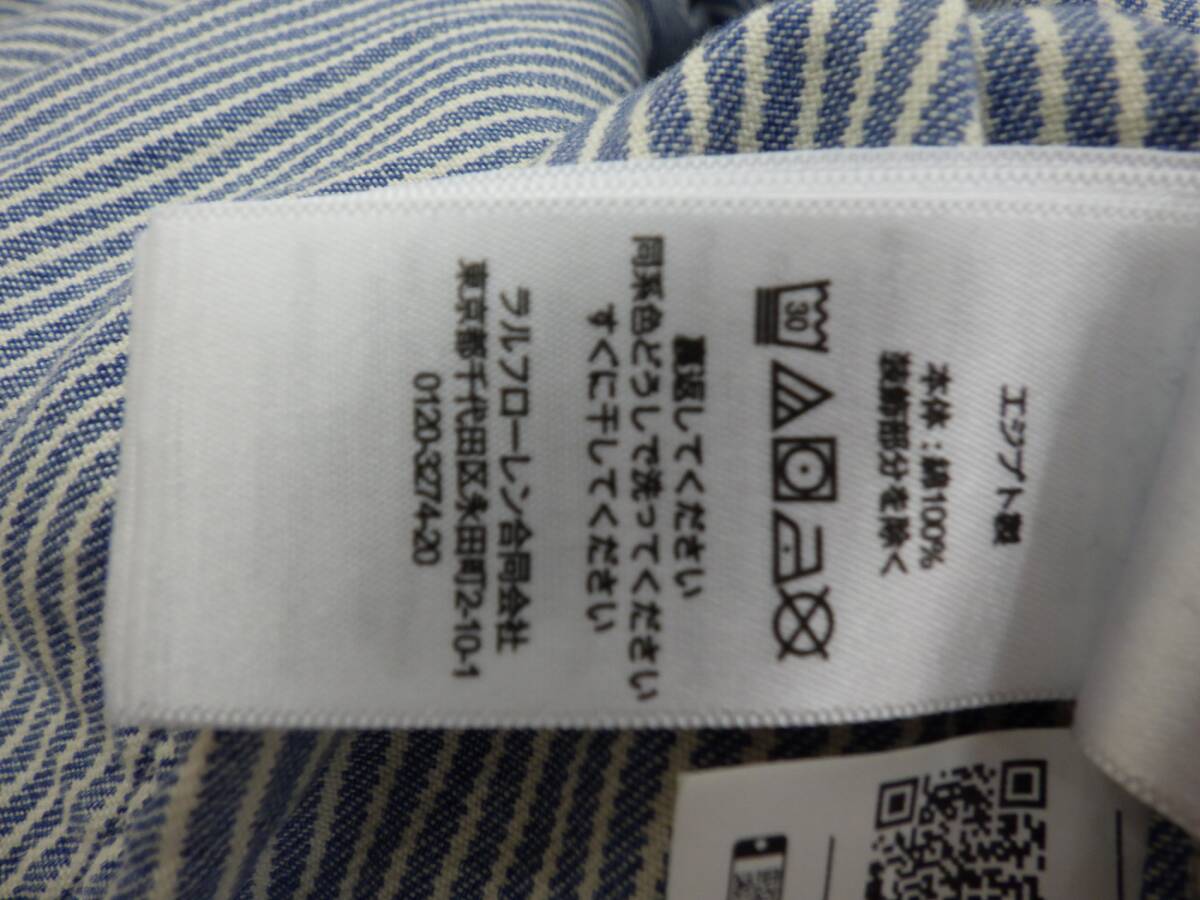 エジプト製
本体：綿100%
装飾部分を除く
30
裏返してください
同系色どうしで洗ってください
すぐに干してください
ラルフローレン合同会社
東京都千代田区永田町2-10-1
0120-3274-20